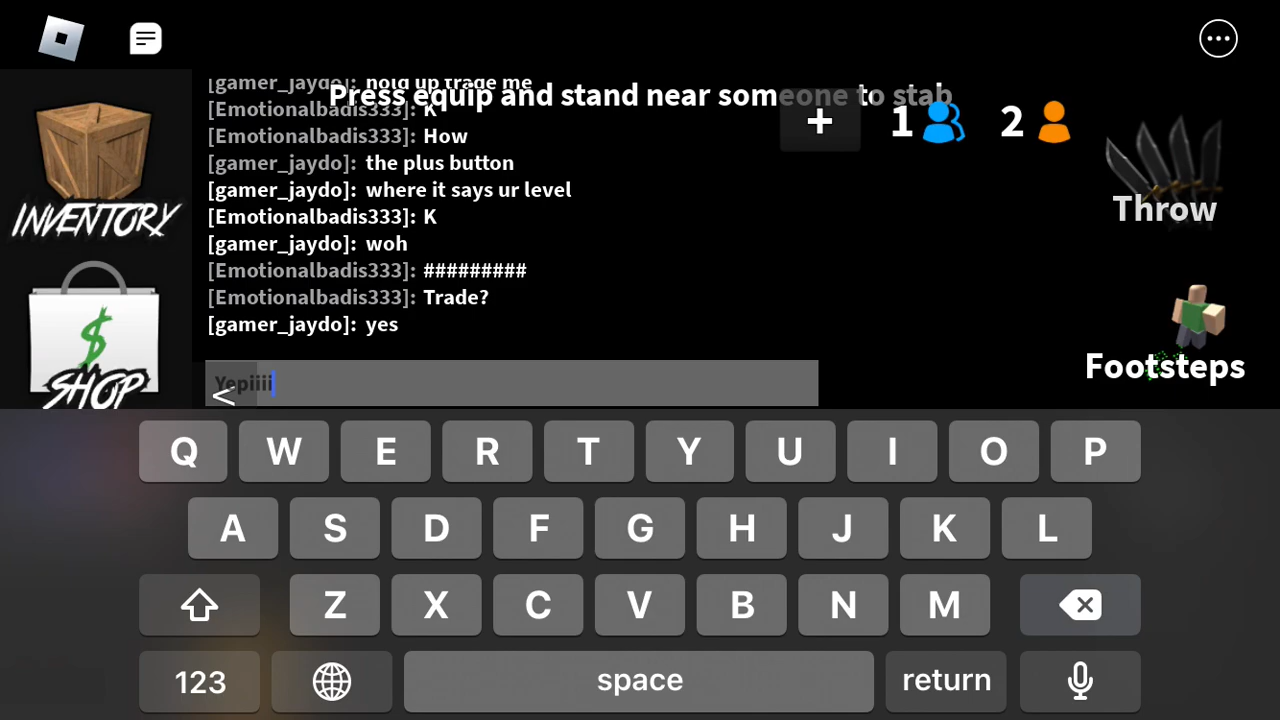 [gamer_jaydo]: hold up trade me
Press equip and stand near someone to stab
[Emotionalbadis333]: K
[Emotionalbadis333]: How
[gamer_jaydo]: the plus button
[gamer_jaydo]: where it says ur level
[Emotionalbadis333]: K
[gamer_jaydo]: woh
[Emotionalbadis333]: #########
[Emotionalbadis333]: Trade?
[gamer_jaydo]: yes
Yepiiii
<
+ 1 2
INVENTORY
$
SHOP
Throw
Footsteps
Q W E R T Y U I O P
A S D F G H J K L
Z X C V B N M
123 space return